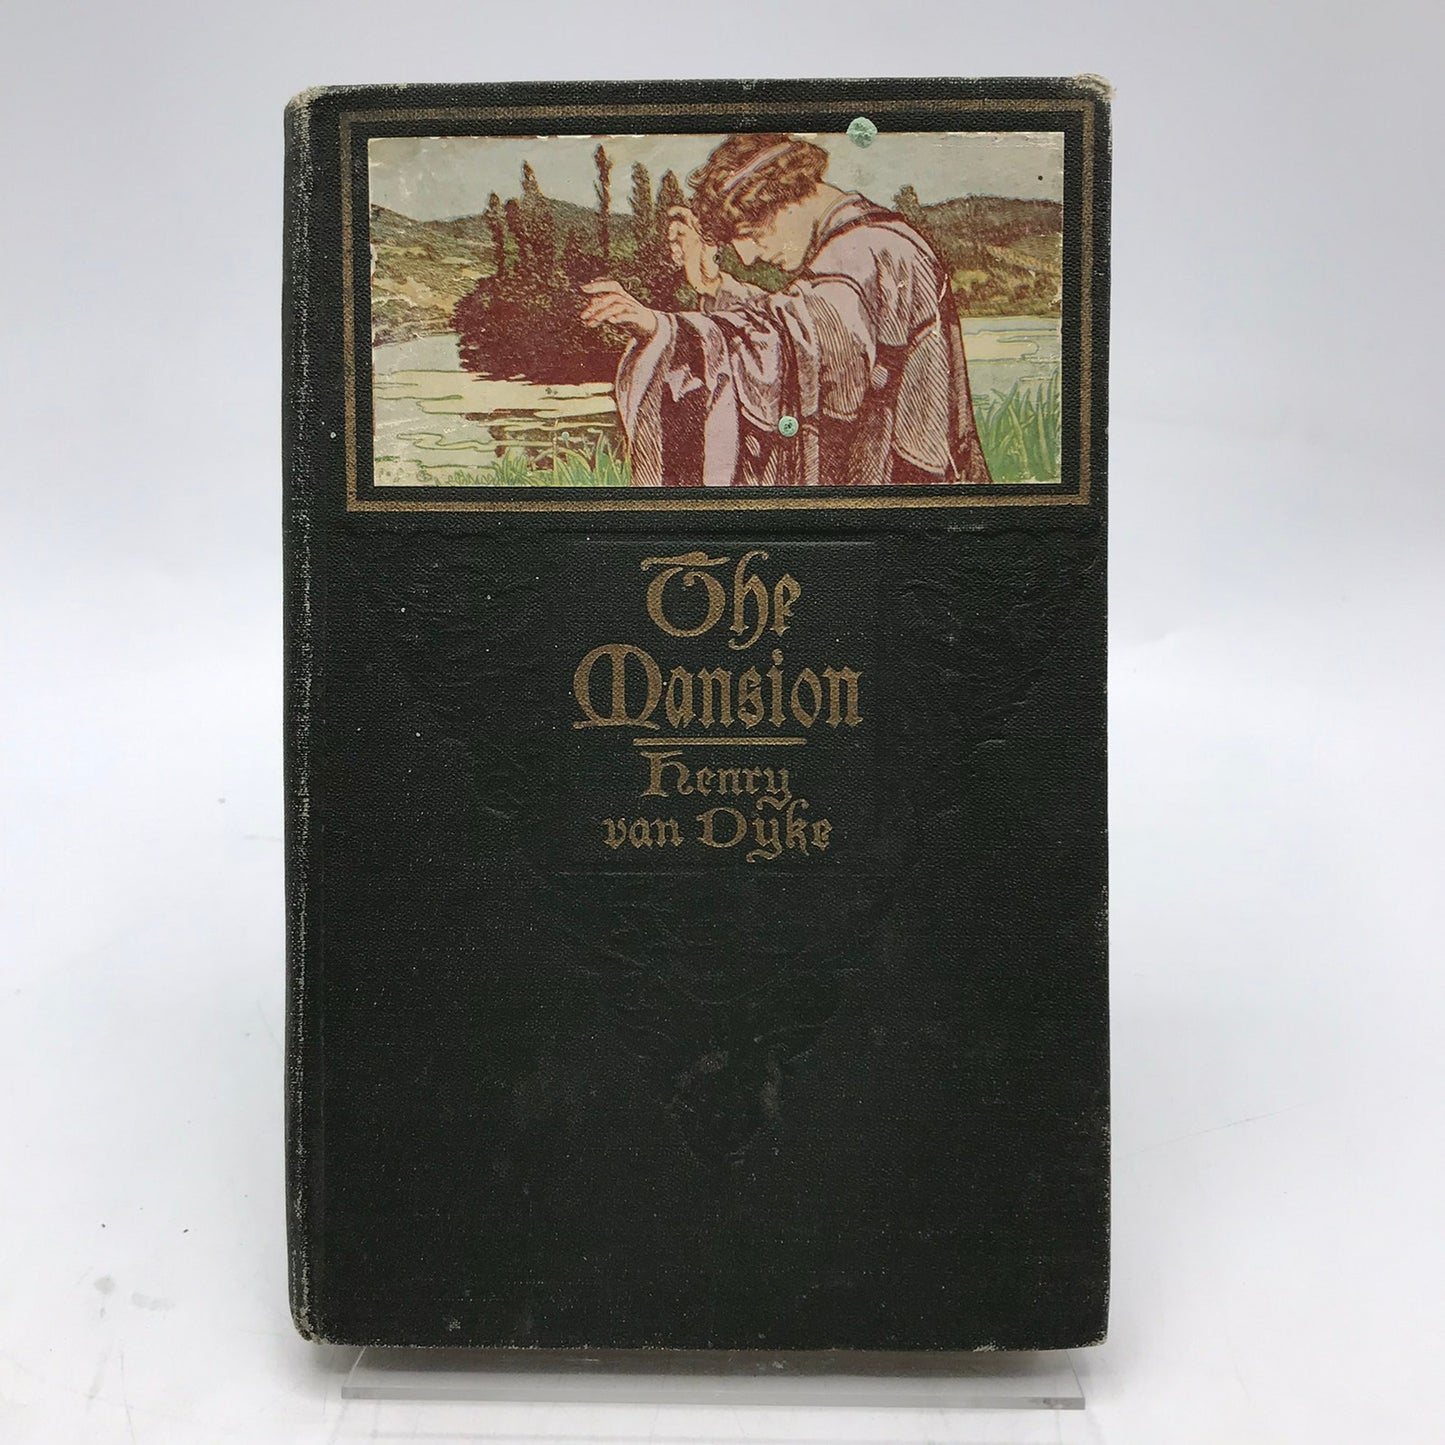 The
Mansion
Henry
van Dyke